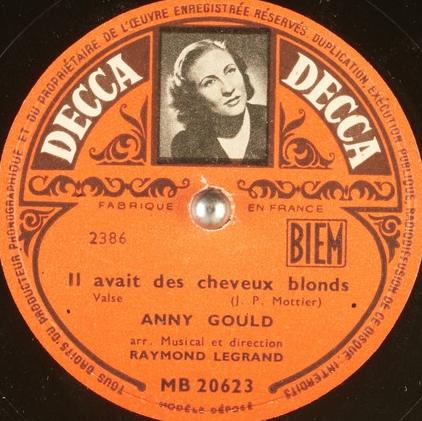 TOUS DROITS DU PRODUCTEUR PHONOGRAPHIQUE ET DU PROPRIÉTAIRE DE L'ŒUVRE ENREGISTRÉE RÉSERVÉS. DUPLICATION, EXÉCUTION PUBLIQUE, RADIODIFFUSION DE CE DISQUE INTERDITS
DECCA DECCA
FABRIQUÉ EN FRANCE
2386 BIEM
Il avait des cheveux blonds
Valse (J. P. Mottier)
ANNY GOULD
arr. Musical et direction
RAYMOND LEGRAND
MB 20623
MODÈLE DÉPOSÉ